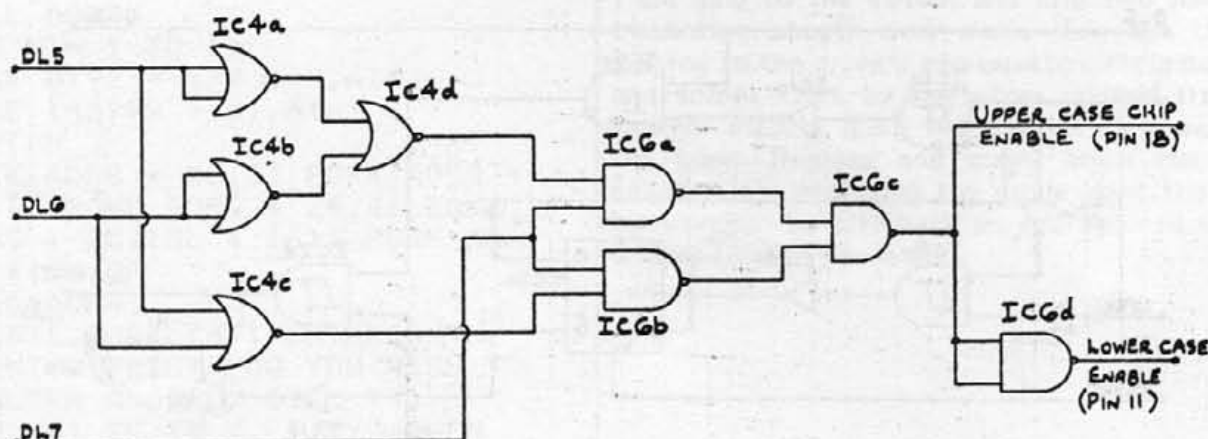 IC4a
DL5
IC4d
IC4b
IC6a
UPPER CASE CHIP
ENABLE (PIN 18)
IC6c
DL6
IC4c
IC6b
IC6d
LOWER CASE
ENABLE
(PIN 11)
Db7